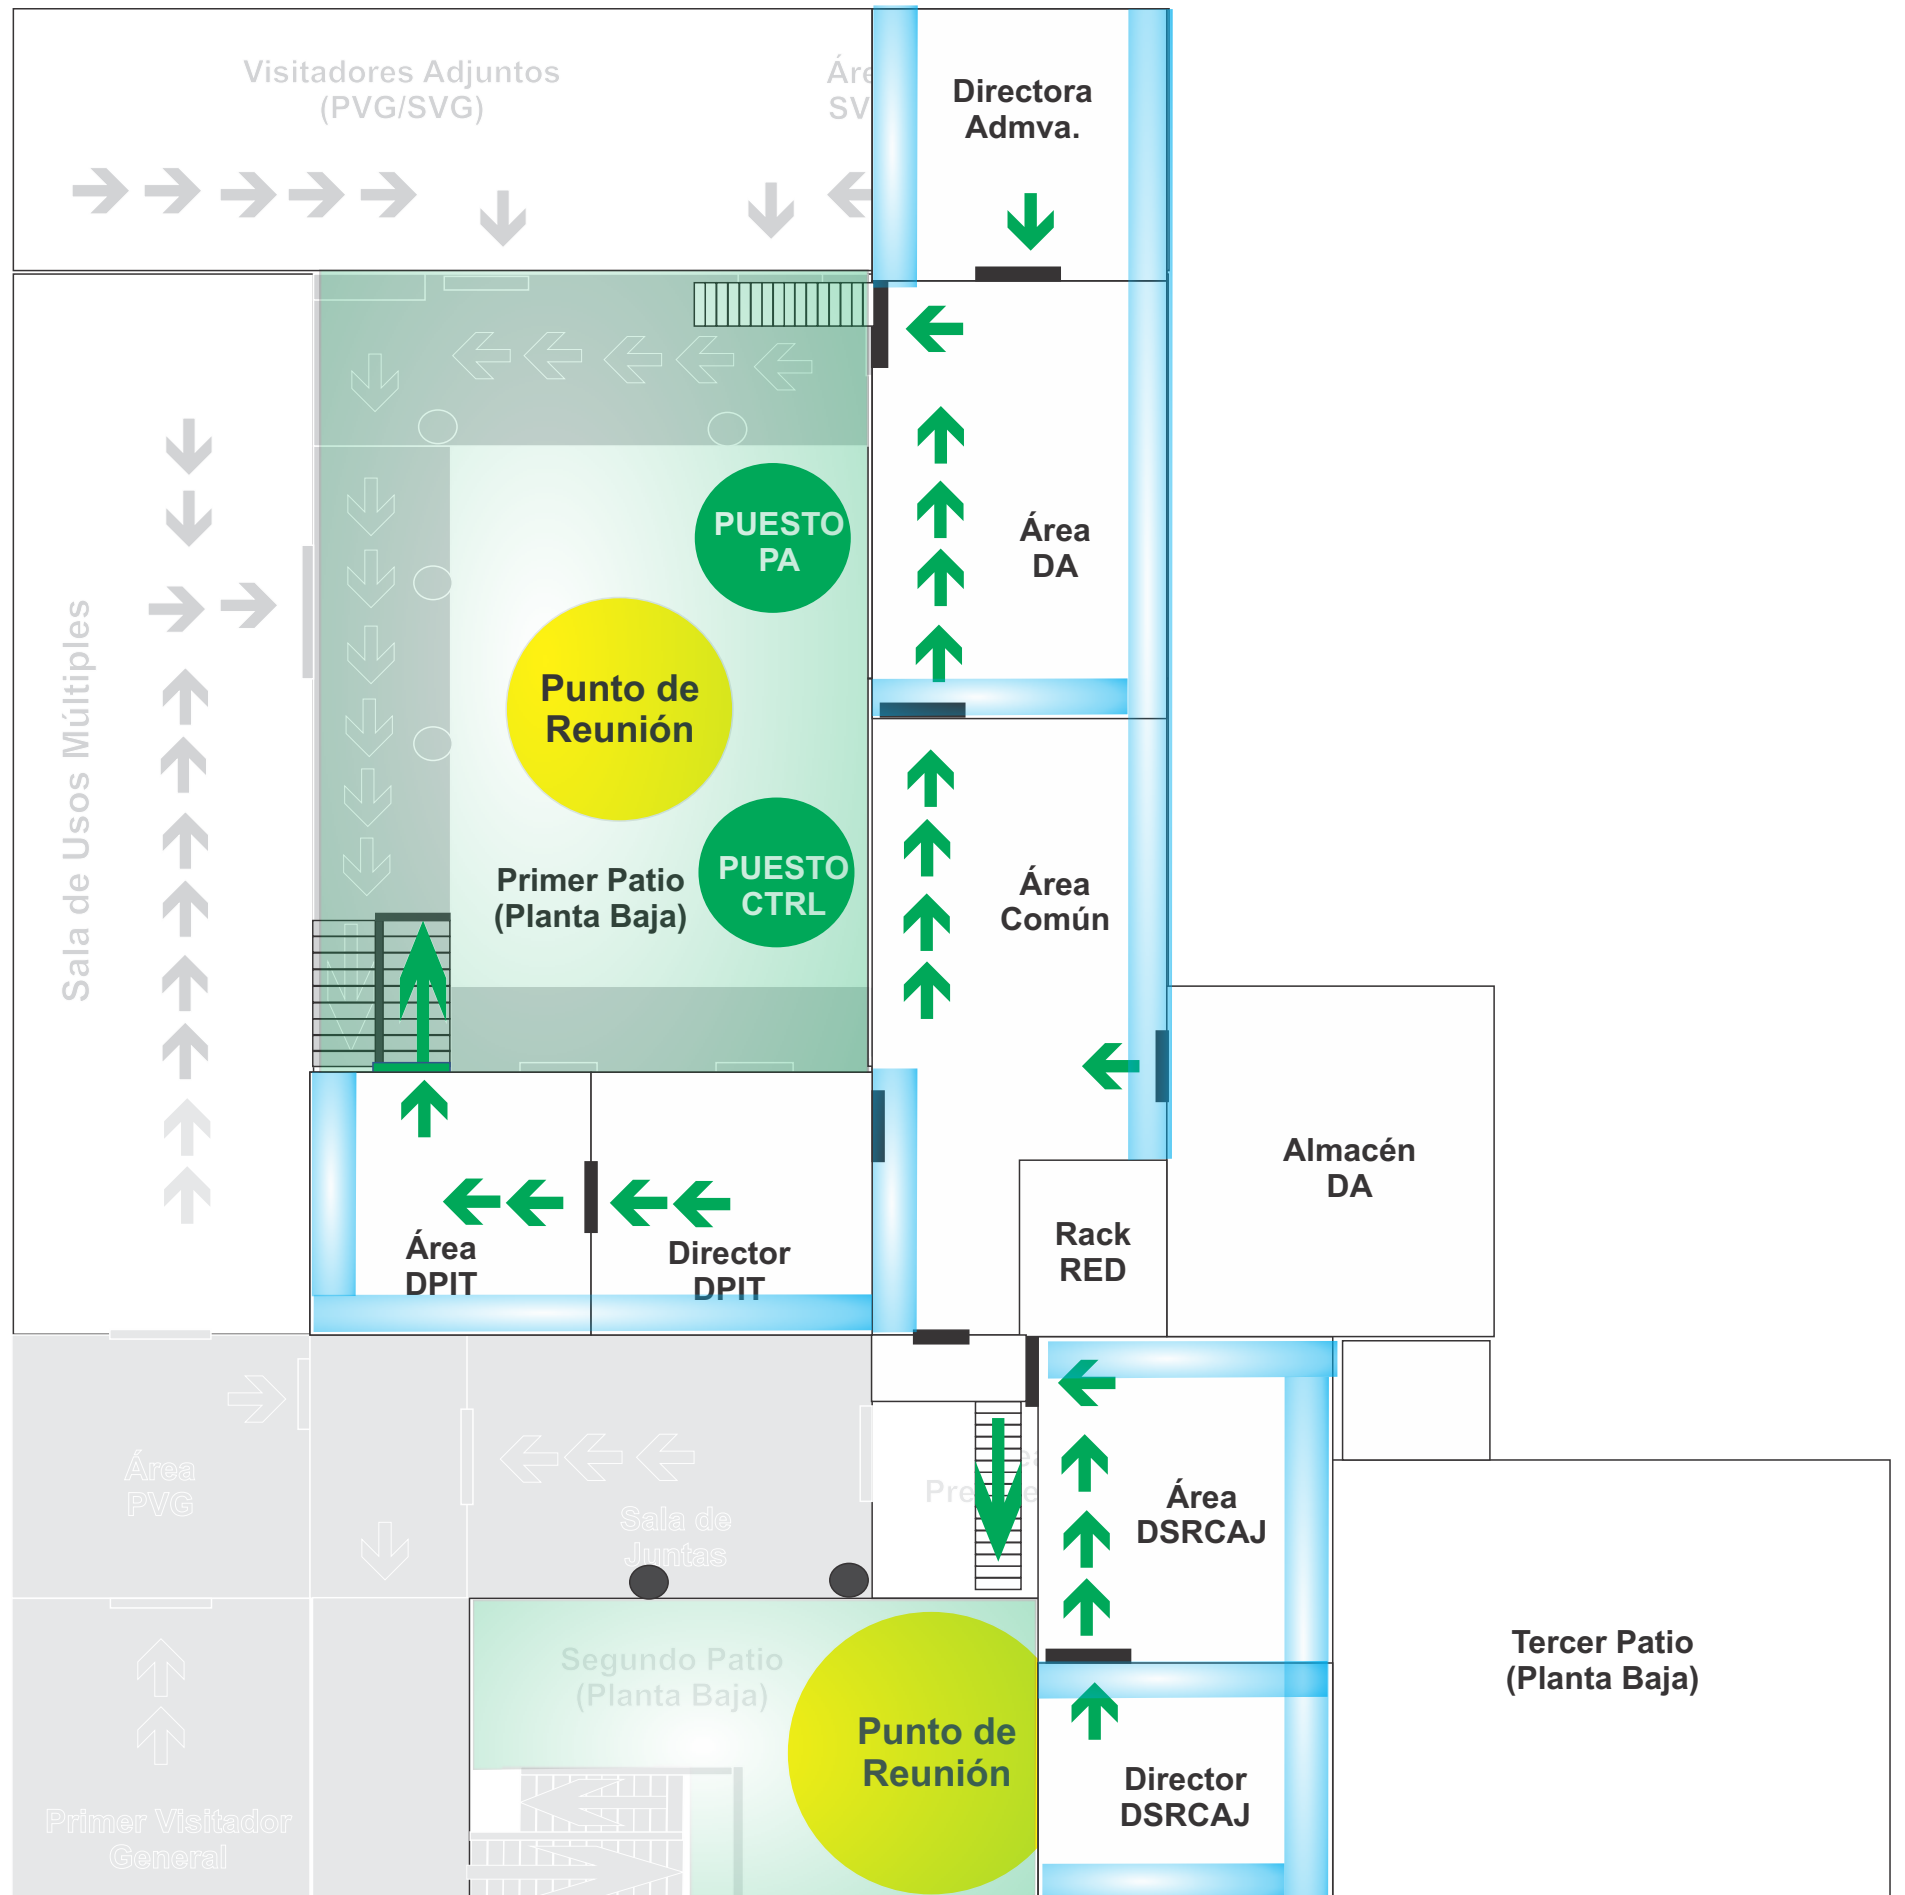 Visitadores Adjuntos
(PVG/SVG)
Directora
Admva.
PUESTO
PA
Área
DA
Punto de
Reunión
Sala de Usos Múltiples
Primer Patio
(Planta Baja)
PUESTO
CTRL
Área
Común
Almacén
DA
Rack
RED
Área
DPIT
Director
DPIT
Área
PVG
Sala de
Juntas
Área
DSRCAJ
Segundo Patio
(Planta Baja)
Punto de
Reunión
Tercer Patio
(Planta Baja)
Director
DSRCAJ
Primer Visitador
General